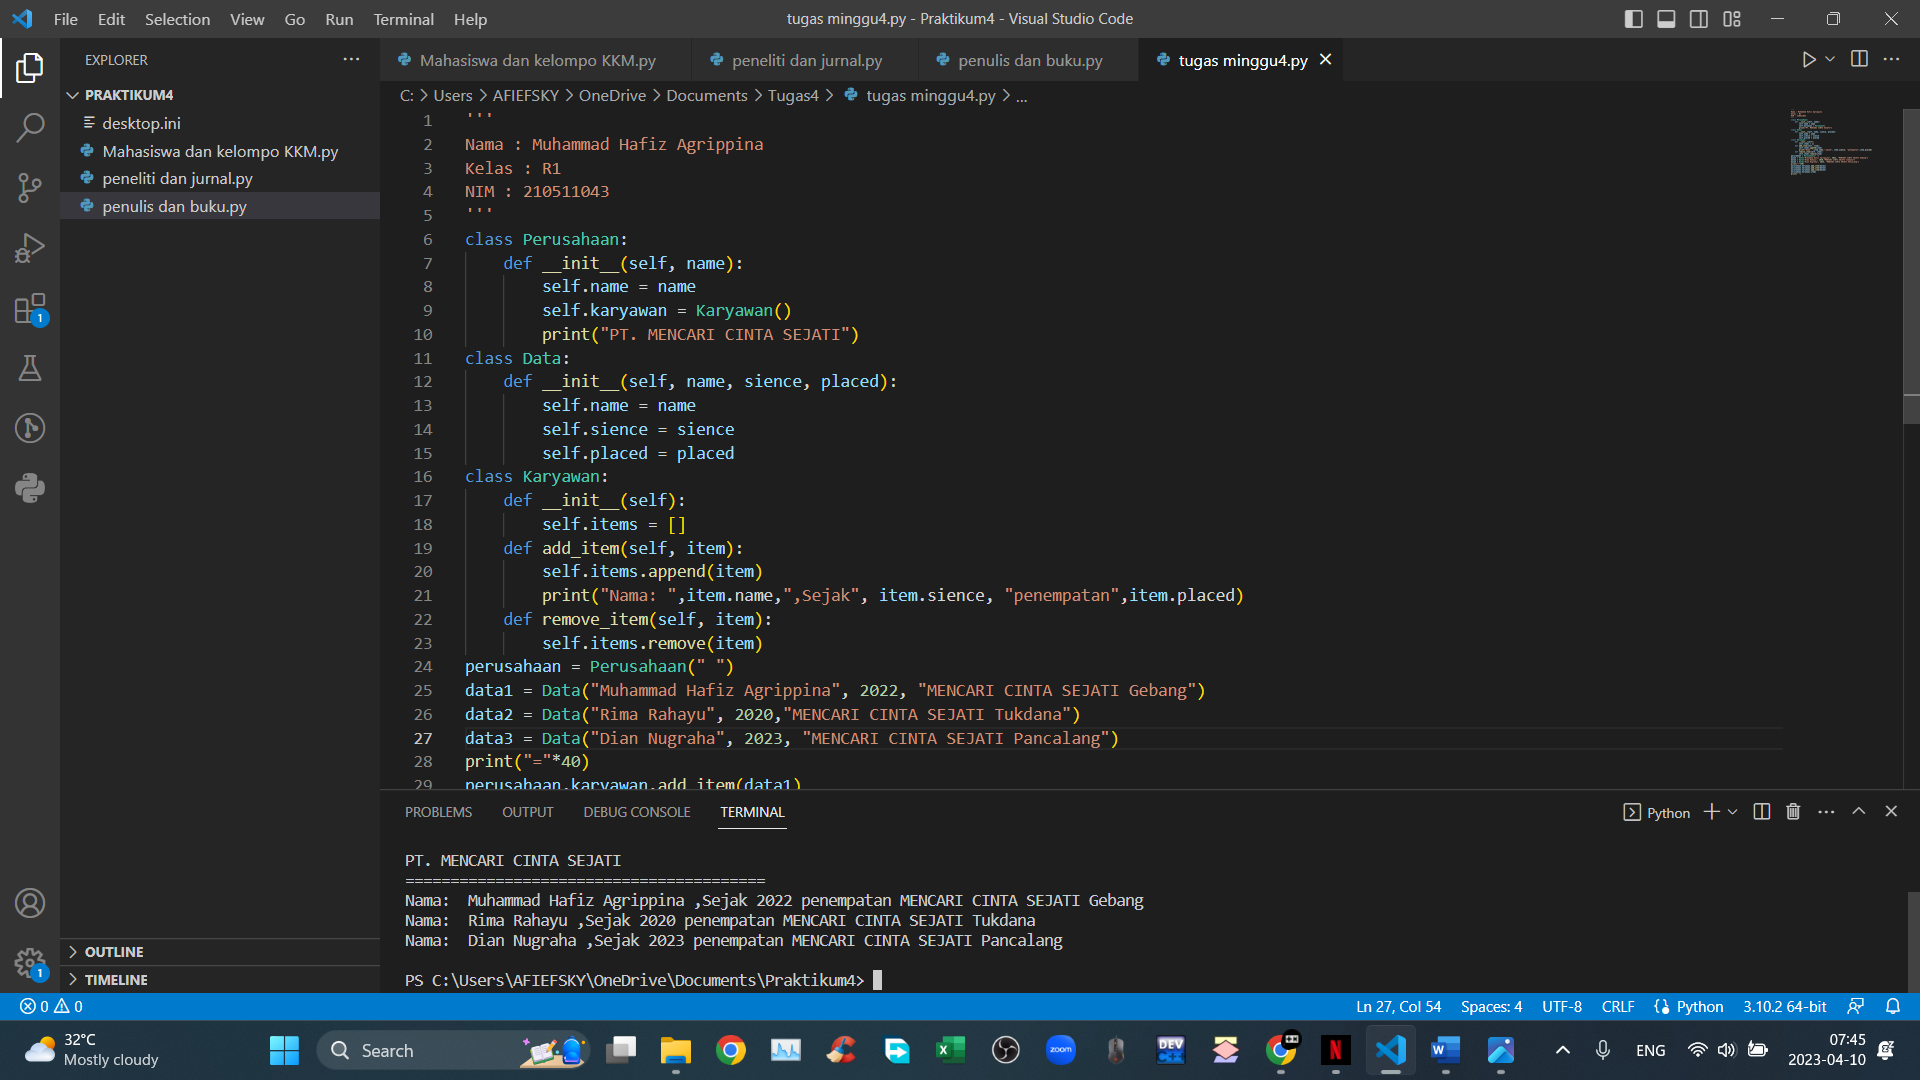 File Edit Selection View Go Run Terminal Help
tugas minggu4.py - Praktikum4 - Visual Studio Code
EXPLORER
PRAKTIKUM4
desktop.ini
Mahasiswa dan kelompo KKM.py
peneliti dan jurnal.py
penulis dan buku.py
OUTLINE
TIMELINE
1
1
Mahasiswa dan kelompo KKM.py peneliti dan jurnal.py penulis dan buku.py tugas minggu4.py
C: > Users > AFIEFSKY > OneDrive > Documents > Tugas4 > tugas minggu4.py > ...
1 '''
2 Nama : Muhammad Hafiz Agrippina
3 Kelas : R1
4 NIM : 210511043
5 '''
6 class Perusahaan:
7 def __init__(self, name):
8 self.name = name
9 self.karyawan = Karyawan()
10 print("PT. MENCARI CINTA SEJATI")
11 class Data:
12 def __init__(self, name, sience, placed):
13 self.name = name
14 self.sience = sience
15 self.placed = placed
16 class Karyawan:
17 def __init__(self):
18 self.items = []
19 def add_item(self, item):
20 self.items.append(item)
21 print("Nama: ",item.name,",Sejak", item.sience, "penempatan",item.placed)
22 def remove_item(self, item):
23 self.items.remove(item)
24 perusahaan = Perusahaan(" ")
25 data1 = Data("Muhammad Hafiz Agrippina", 2022, "MENCARI CINTA SEJATI Gebang")
26 data2 = Data("Rima Rahayu", 2020,"MENCARI CINTA SEJATI Tukdana")
27 data3 = Data("Dian Nugraha", 2023, "MENCARI CINTA SEJATI Pancalang")
28 print("="*40)
29 perusahaan.karyawan.add_item(data1)
PROBLEMS OUTPUT DEBUG CONSOLE TERMINAL
Python
PT. MENCARI CINTA SEJATI
========================================
Nama:  Muhammad Hafiz Agrippina ,Sejak 2022 penempatan MENCARI CINTA SEJATI Gebang
Nama:  Rima Rahayu ,Sejak 2020 penempatan MENCARI CINTA SEJATI Tukdana
Nama:  Dian Nugraha ,Sejak 2023 penempatan MENCARI CINTA SEJATI Pancalang
PS C:\Users\AFIEFSKY\OneDrive\Documents\Praktikum4>
0 0
Ln 27, Col 54 Spaces: 4 UTF-8 CRLF Python 3.10.2 64-bit
32°C
Mostly cloudy
Search
zoom
DEV
ENG
07:45
2023-04-10